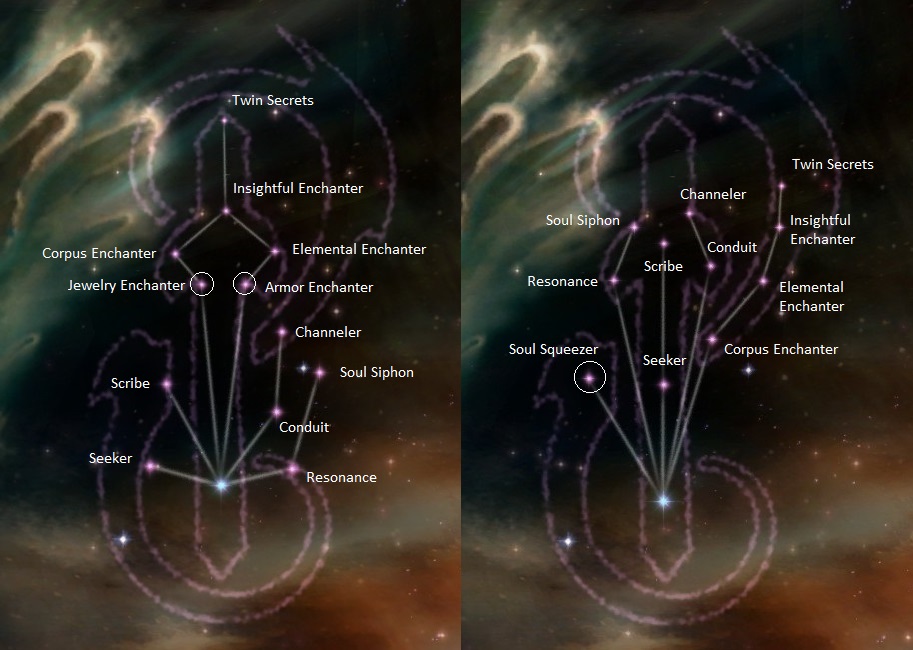 Twin Secrets
Insightful Enchanter
Corpus Enchanter
Elemental Enchanter
Jewelry Enchanter
Armor Enchanter
Channeler
Soul Siphon
Scribe
Conduit
Seeker
Resonance
Twin Secrets
Channeler
Soul Siphon
Insightful
Enchanter
Conduit
Scribe
Resonance
Elemental
Enchanter
Soul Squeezer
Corpus Enchanter
Seeker